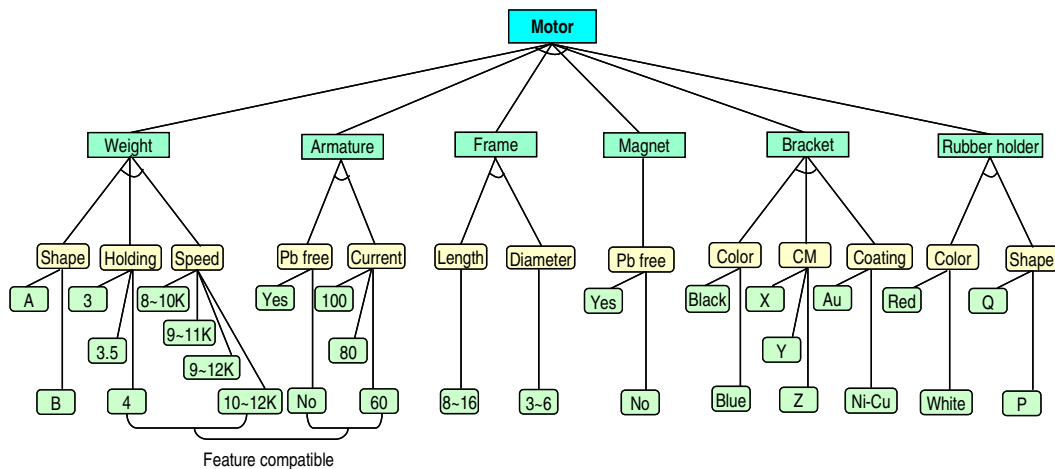 Motor
Weight Armature Frame Magnet Bracket Rubber holder
Shape Holding Speed Pb free Current Length Diameter Pb free Color CM Coating Color Shape
A 3 8~10K Yes 100 Yes Black X Au Red Q
9~11K
3.5 80 Y
9~12K
B 4 10~12K No 60 8~16 3~6 No Blue Z Ni-Cu White P
Feature compatible